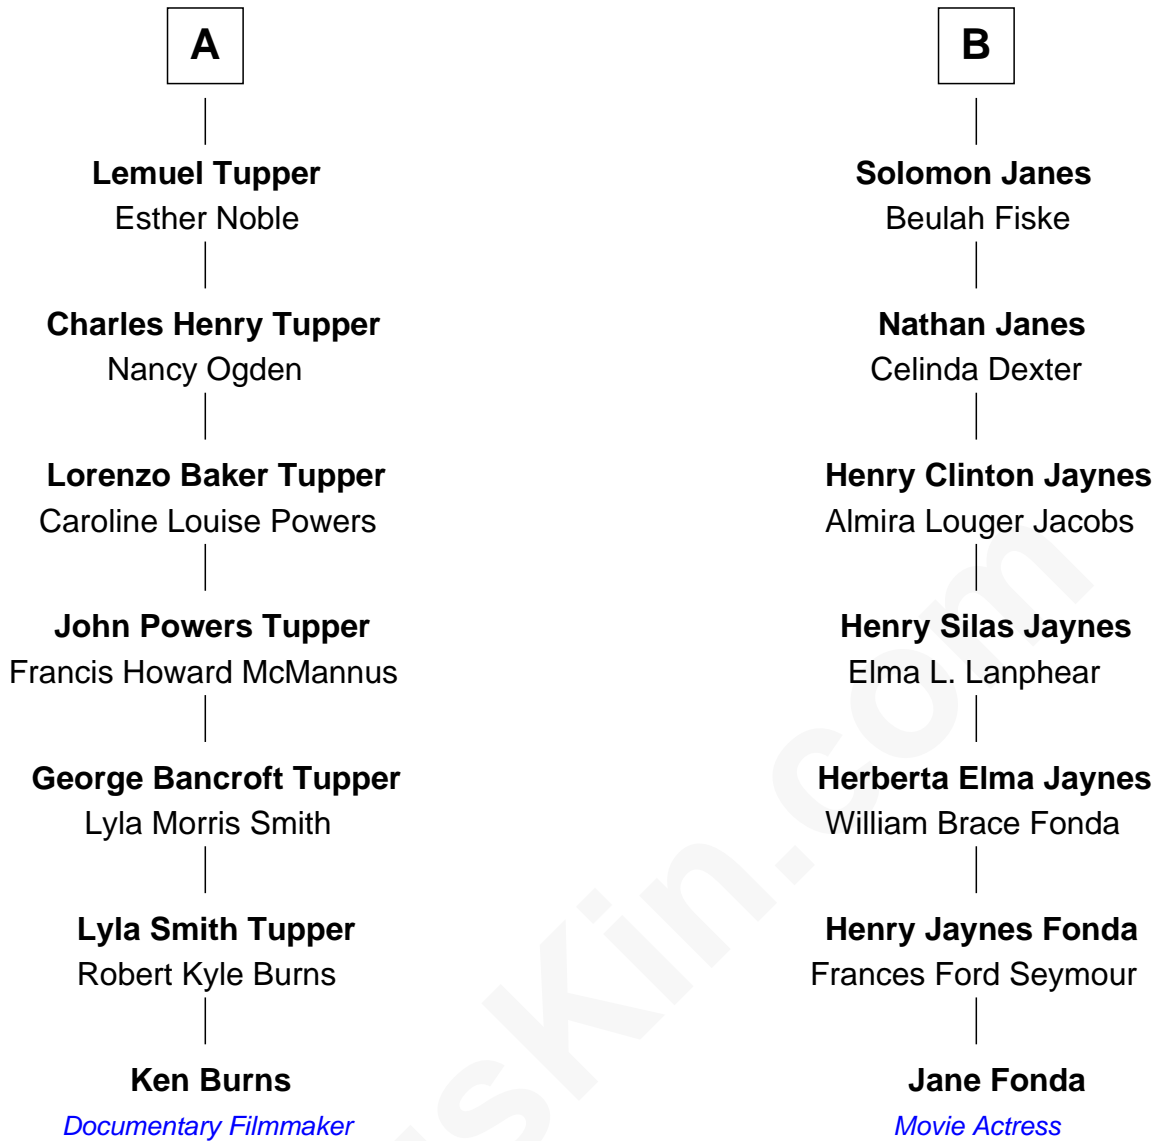 A
Lemuel Tupper
Esther Noble
Charles Henry Tupper
Nancy Ogden
Lorenzo Baker Tupper
Caroline Louise Powers
John Powers Tupper
Francis Howard McMannus
George Bancroft Tupper
Lyla Morris Smith
Lyla Smith Tupper
Robert Kyle Burns
Ken Burns
Documentary Filmmaker
B
Solomon Janes
Beulah Fiske
Nathan Janes
Celinda Dexter
Henry Clinton Jaynes
Almira Louger Jacobs
Henry Silas Jaynes
Elma L. Lanphear
Herberta Elma Jaynes
William Brace Fonda
Henry Jaynes Fonda
Frances Ford Seymour
Jane Fonda
Movie Actress